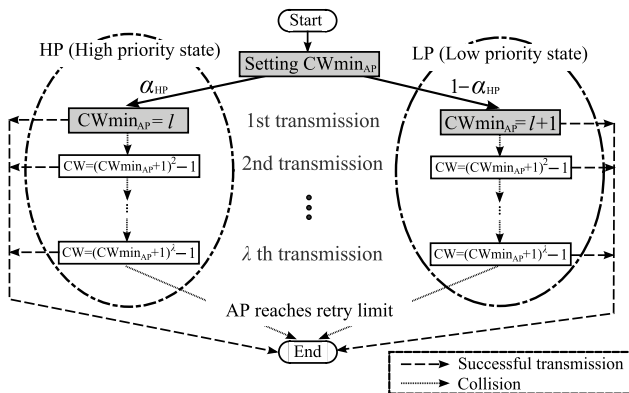 Start
HP (High priority state)
LP (Low priority state)
Setting CWmin_AP
α_HP
1−α_HP
CWmin_AP = l
1st transmission
CWmin_AP = l+1
CW=(CWmin_AP+1)^2−1
2nd transmission
CW=(CWmin_AP+1)^2−1
CW=(CWmin_AP+1)^λ−1
λ th transmission
CW=(CWmin_AP+1)^λ−1
AP reaches retry limit
End
Successful transmission
Collision